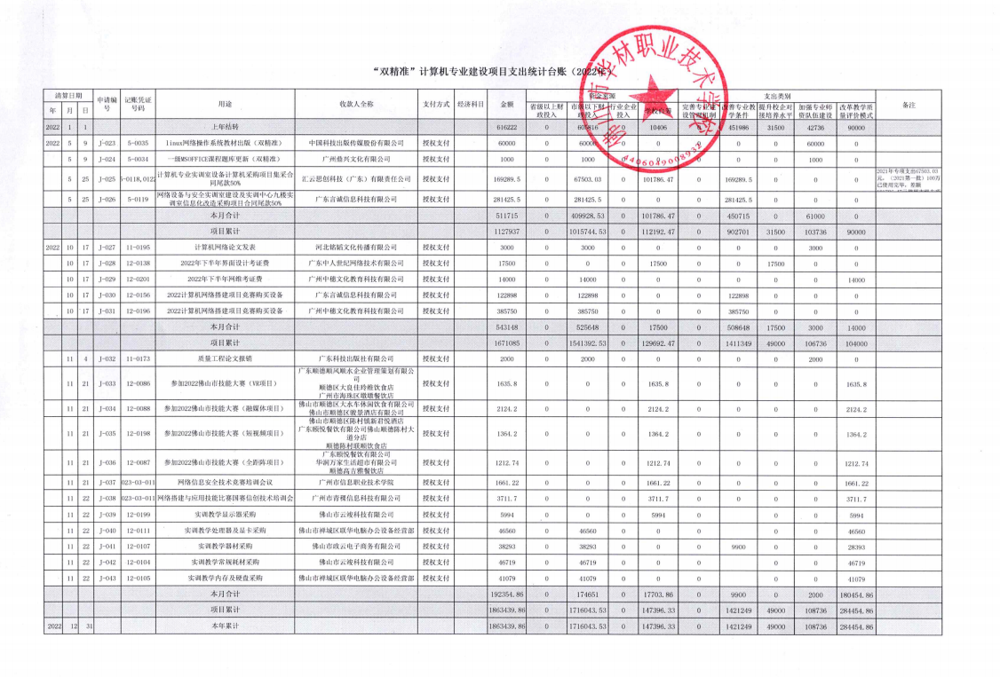 “双精准”计算机专业建设项目支出统计台账（2022年）
佛山市华材职业技术学校
4406049008932
清算日期 申请编号 记账凭证号码 用途 收款人全称 支付方式 经济科目 金额 资金来源 支出类别 备注
年 月 日 省级以上财政投入 市级以下财政投入 行业企业投入 学校自筹 完善专业建设管理机制 改善专业教学条件 提升校企对接培养水平 加强专业师资队伍建设 改革教学质量评价模式
2022 1 1 上年结转 616222 0 605816 0 10406 0 451986 31500 42736 90000
2022 5 9 J-023 5-0035 linux网络操作系统教材出版（双精准） 中国科技出版传媒股份有限公司 授权支付 60000 0 60000 0 0 0 0 0 60000 0
5 9 J-024 5-0034 一级MSOFFICE课程题库更新（双精准） 广州鼎兴文化有限公司 授权支付 1000 0 1000 0 0 0 0 0 1000 0
5 25 J-025 5-0118,0122 计算机专业实训室设备计算机采购项目集采合同尾款50% 汇云思创科技（广东）有限责任公司 授权支付 169289.5 0 67503.03 0 101786.47 0 169289.5 0 0 0 2021年专项支出67503.03元，（2021第一批）100万已使用完毕，差额
5 25 J-026 5-0119 网络设备与安全实训室建设及实训中心九楼实训室信息化改造采购项目合同尾款50% 广东言诚信息科技有限公司 授权支付 281425.5 0 281425.5 0 0 0 281425.5 0 0 0
本月合计 511715 0 409928.53 0 101786.47 0 450715 0 61000 0
项目累计 1127937 0 1015744.53 0 112192.47 0 902701 31500 103736 90000
2022 10 17 J-027 11-0195 计算机网络论文发表 河北铭韬文化传播有限公司 授权支付 3000 0 3000 0 0 0 0 0 3000 0
10 17 J-028 12-0138 2022年下半年界面设计考证费 广东中人世纪网络技术有限公司 授权支付 17500 0 0 0 17500 0 0 17500 0 0
10 17 J-029 12-0201 2022年下半年网维考证费 广州中穗文化教育科技有限公司 授权支付 14000 0 14000 0 0 0 0 0 0 14000
10 17 J-030 12-0156 2022计算机网络搭建项目竞赛购买设备 广东言诚信息科技有限公司 授权支付 122898 0 122898 0 0 0 122898 0 0 0
10 17 J-031 12-0196 2022计算机网络搭建项目竞赛购买设备 广州中穗文化教育科技有限公司 授权支付 385750 0 385750 0 0 0 385750 0 0 0
本月合计 543148 0 525648 0 17500 0 508648 17500 3000 14000
项目累计 1671085 0 1541392.53 0 129692.47 0 1411349 49000 106736 104000
11 4 J-032 11-0173 质量工程论文报销 广东科技出版社有限公司 授权支付 2000 0 2000 0 0 0 0 0 2000 0
11 21 J-033 12-0086 参加2022佛山市技能大赛（VR项目） 广东顺德顺风顺水企业管理策划有限公司 顺德区大良佳玲维饮食店 广州市海珠区墩墩餐饮店 授权支付 1635.8 0 0 0 1635.8 0 0 0 0 1635.8
11 21 J-034 12-0088 参加2022佛山市技能大赛（融媒体项目） 佛山市顺德区大水车休闲饮食有限公司 佛山市顺德区骏景酒店有限公司 授权支付 2124.2 0 0 0 2124.2 0 0 0 0 2124.2
11 21 J-035 12-0198 参加2022佛山市技能大赛（短视频项目） 佛山市顺德区陈村镇新君悦酒店 广东颐悦餐饮有限公司佛山顺德陈村大道分店 顺德陈村联顺饮食店 授权支付 1364.2 0 0 0 1364.2 0 0 0 0 1364.2
11 21 J-036 12-0087 参加2022佛山市技能大赛（全距阵项目） 广东颐悦餐饮有限公司 华润万家生活超市有限公司 顺德高吉雅餐饮店 授权支付 1212.74 0 0 0 1212.74 0 0 0 0 1212.74
11 21 J-037 023-03-011 网络信息安全技术竞赛培训会议 广州市信息职业技术学院 授权支付 1661.22 0 0 0 1661.22 0 0 0 0 1661.22
11 22 J-038 023-03-011 网络搭建与应用技能比赛国赛信创技术培训会 广州市青稞信息科技有限公司 授权支付 3711.7 0 0 0 3711.7 0 0 0 0 3711.7
11 22 J-039 12-0199 实训教学显示器采购 佛山市云竣科技有限公司 授权支付 5994 0 0 0 5994 0 0 0 0 5994
11 22 J-040 12-0111 实训教学处理器及显卡采购 佛山市禅城区联华电脑办公设备经营部 授权支付 46560 0 46560 0 0 0 0 0 0 46560
11 22 J-041 12-0107 实训教学器材采购 佛山市政云电子商务有限公司 授权支付 38293 0 38293 0 0 0 9900 0 0 28393
11 22 J-042 12-0104 实训教学常规耗材采购 佛山市云竣科技有限公司 授权支付 46719 0 46719 0 0 0 0 0 0 46719
11 22 J-043 12-0105 实训教学内存及硬盘采购 佛山市禅城区联华电脑办公设备经营部 授权支付 41079 0 41079 0 0 0 0 0 0 41079
本月合计 192354.86 0 174651 0 17703.86 0 9900 0 2000 180454.86
项目累计 1863439.86 0 1716043.53 0 147396.33 0 1421249 49000 108736 284454.86
2022 12 31 本年累计 1863439.86 0 1716043.53 0 147396.33 0 1421249 49000 108736 284454.86